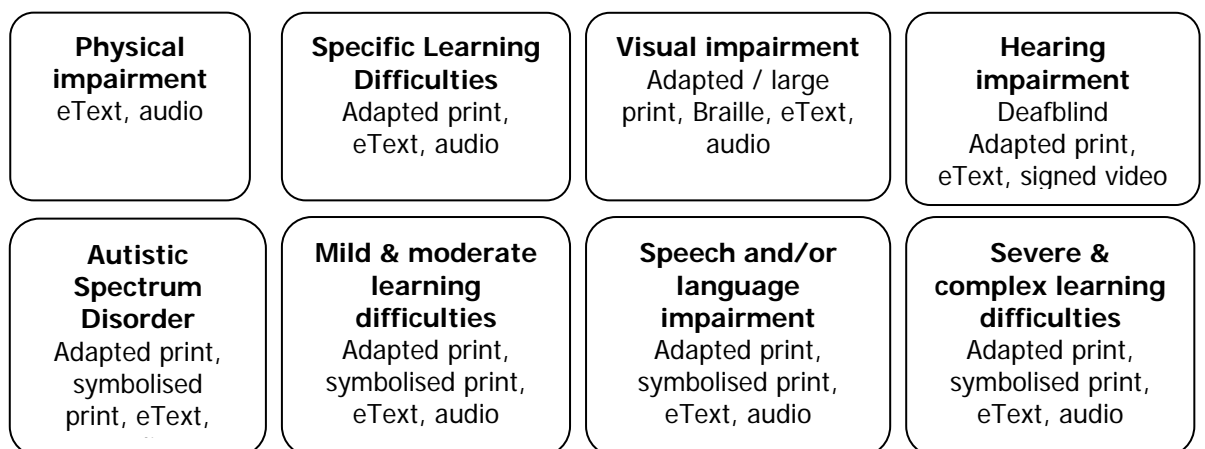 Physical
impairment
eText, audio
Specific Learning
Difficulties
Adapted print,
eText, audio
Visual impairment
Adapted / large
print, Braille, eText,
audio
Hearing
impairment
Deafblind
Adapted print,
eText, signed video
Autistic
Spectrum
Disorder
Adapted print,
symbolised
print, eText,
Mild & moderate
learning
difficulties
Adapted print,
symbolised print,
eText, audio
Speech and/or
language
impairment
Adapted print,
symbolised print,
eText, audio
Severe &
complex learning
difficulties
Adapted print,
symbolised print,
eText, audio